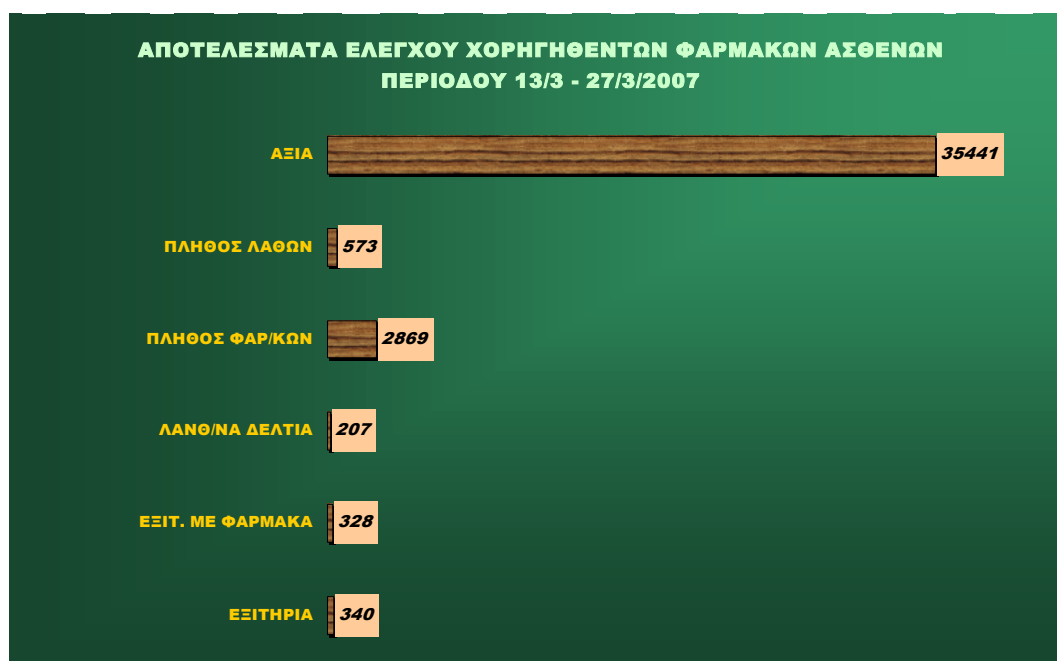 ΑΠΟΤΕΛΕΣΜΑΤΑ ΕΛΕΓΧΟΥ ΧΟΡΗΓΗΘΕΝΤΩΝ ΦΑΡΜΑΚΩΝ ΑΣΘΕΝΩΝ
ΠΕΡΙΟΔΟΥ 13/3 - 27/3/2007
ΑΞΙΑ 35441
ΠΛΗΘΟΣ ΛΑΘΩΝ 573
ΠΛΗΘΟΣ ΦΑΡ/ΚΩΝ 2869
ΛΑΝΘ/ΝΑ ΔΕΛΤΙΑ 207
ΕΞΙΤ. ΜΕ ΦΑΡΜΑΚΑ 328
ΕΞΙΤΗΡΙΑ 340